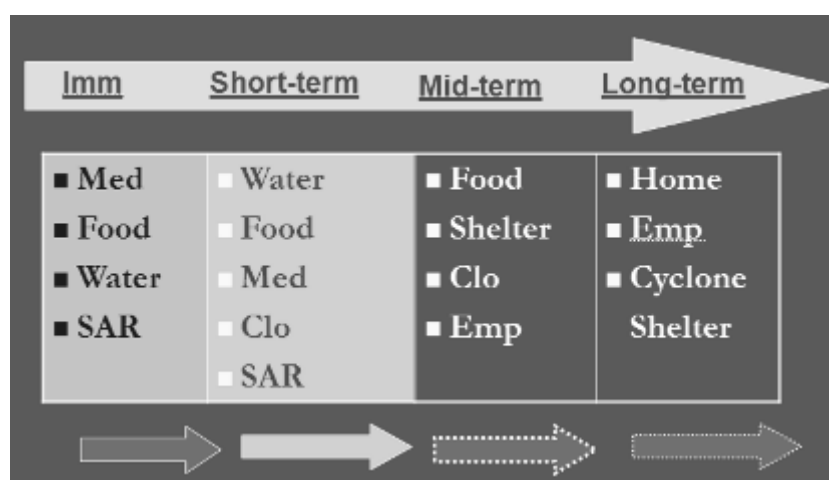 Imm Short-term Mid-term Long-term
■ Med
■ Food
■ Water
■ SAR
■ Water
■ Food
■ Med
■ Clo
■ SAR
■ Food
■ Shelter
■ Clo
■ Emp
■ Home
■ Emp
■ Cyclone
Shelter